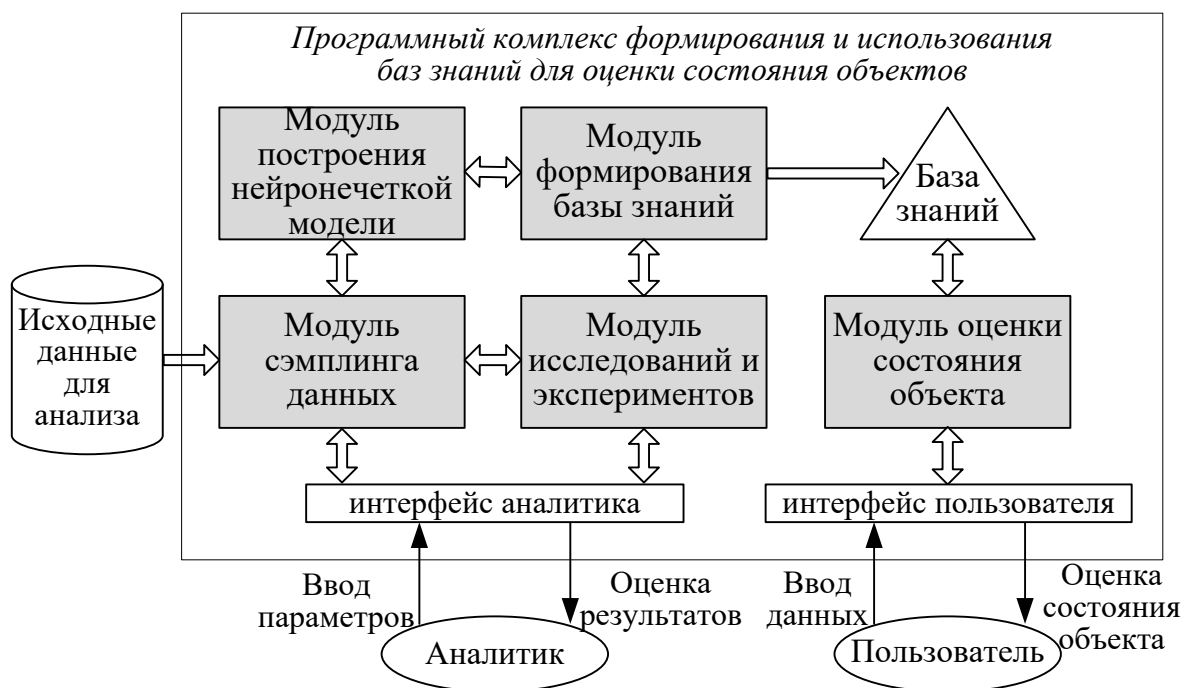 Программный комплекс формирования и использования
баз знаний для оценки состояния объектов
Модуль
построения
нейронечеткой
модели
Модуль
формирования
базы знаний
База
знаний
Исходные
данные
для
анализа
Модуль
сэмплинга
данных
Модуль
исследований и
экспериментов
Модуль оценки
состояния
объекта
интерфейс аналитика
интерфейс пользователя
Ввод
параметров
Оценка
результатов
Ввод
данных
Оценка
состояния
объекта
Аналитик
Пользователь